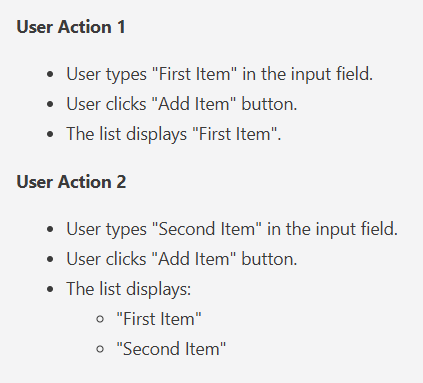 User Action 1
User types "First Item" in the input field.
User clicks "Add Item" button.
The list displays "First Item".
User Action 2
User types "Second Item" in the input field.
User clicks "Add Item" button.
The list displays:
"First Item"
"Second Item"